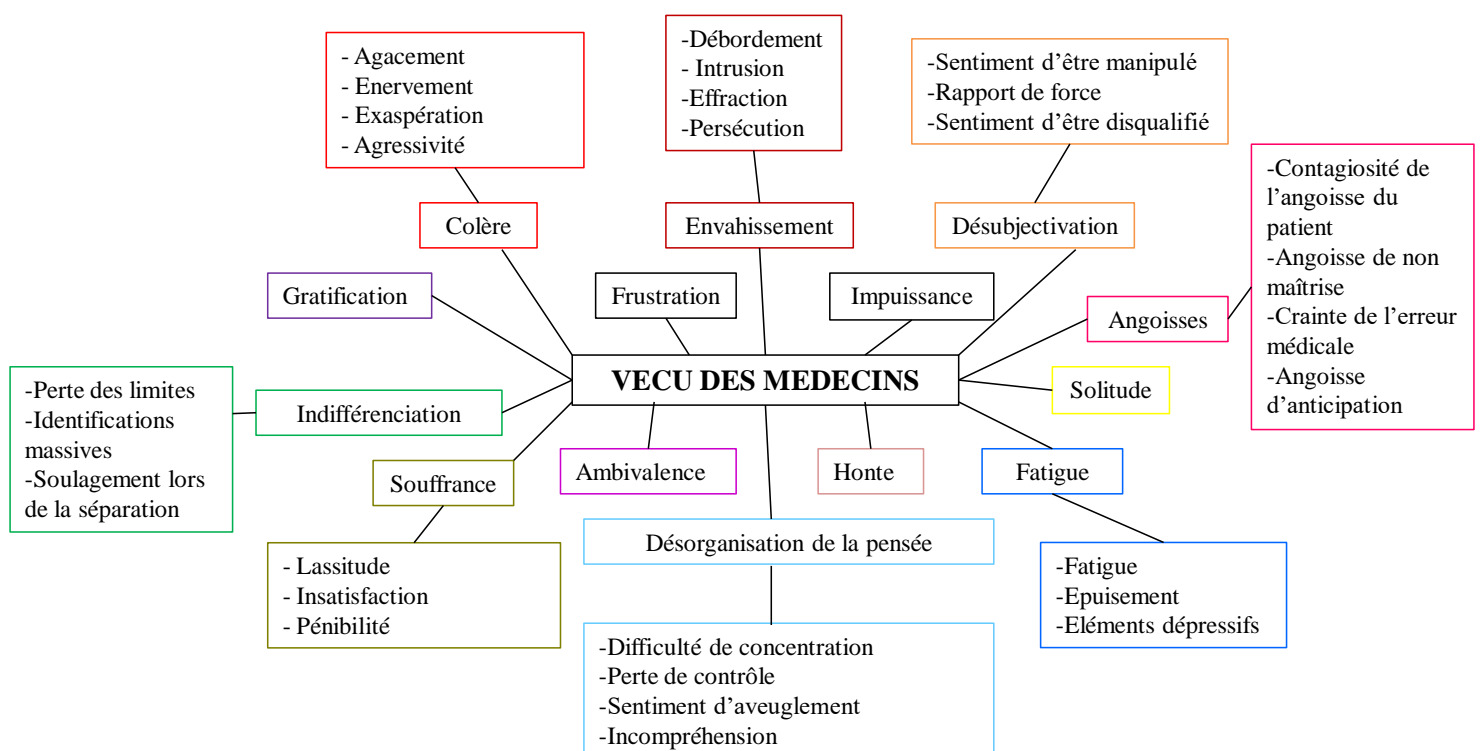 - Agacement
- Enervement
- Exaspération
- Agressivité
-Débordement
- Intrusion
-Effraction
-Persécution
-Sentiment d’être manipulé
-Rapport de force
-Sentiment d’être disqualifié
-Contagiosité de
l’angoisse du
patient
-Angoisse de non
maîtrise
-Crainte de l’erreur
médicale
-Angoisse
d’anticipation
Colère
Envahissement
Désubjectivation
Gratification
Frustration
Impuissance
Angoisses
VECU DES MEDECINS
Solitude
-Perte des limites
-Identifications
massives
-Soulagement lors
de la séparation
Indifférenciation
Souffrance
Ambivalence
Honte
Fatigue
Désorganisation de la pensée
- Lassitude
- Insatisfaction
- Pénibilité
-Fatigue
-Epuisement
-Eléments dépressifs
-Difficulté de concentration
-Perte de contrôle
-Sentiment d’aveuglement
-Incompréhension